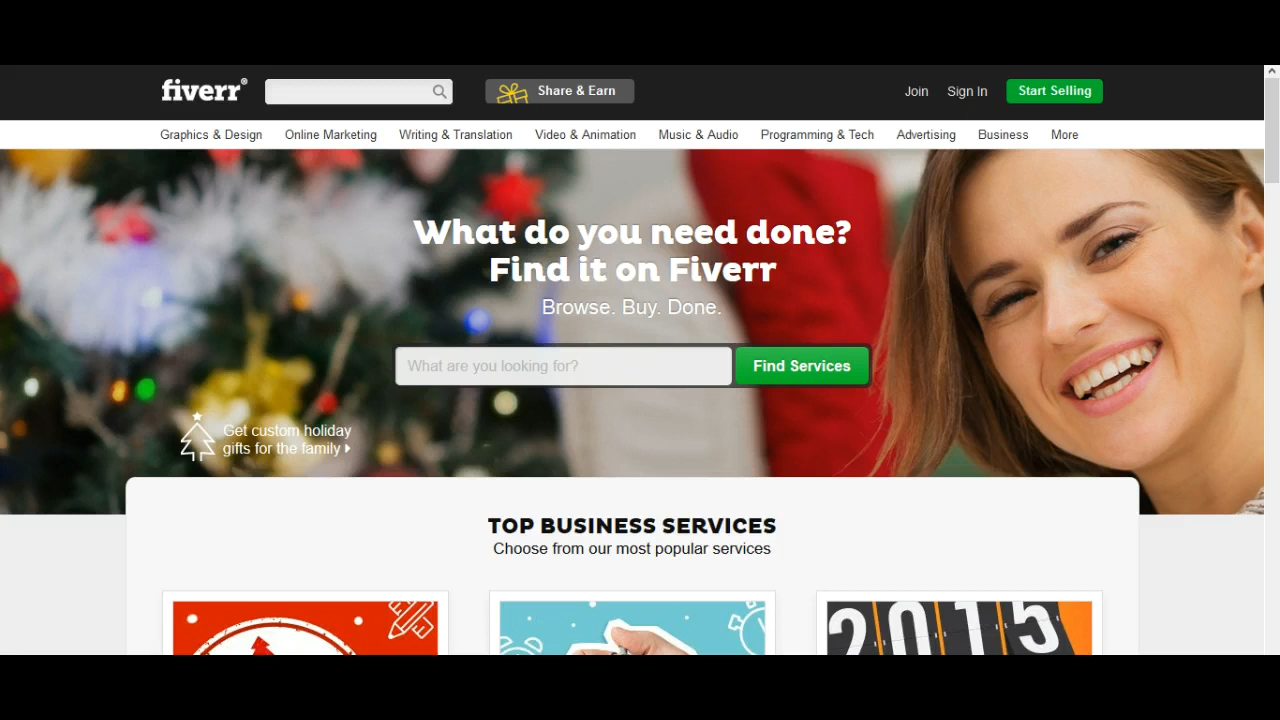 fiverr®
Share & Earn
Join
Sign In
Start Selling
Graphics & Design
Online Marketing
Writing & Translation
Video & Animation
Music & Audio
Programming & Tech
Advertising
Business
More
What do you need done?
Find it on Fiverr
Browse. Buy. Done.
What are you looking for?
Find Services
Get custom holiday
gifts for the family
TOP BUSINESS SERVICES
Choose from our most popular services
2015